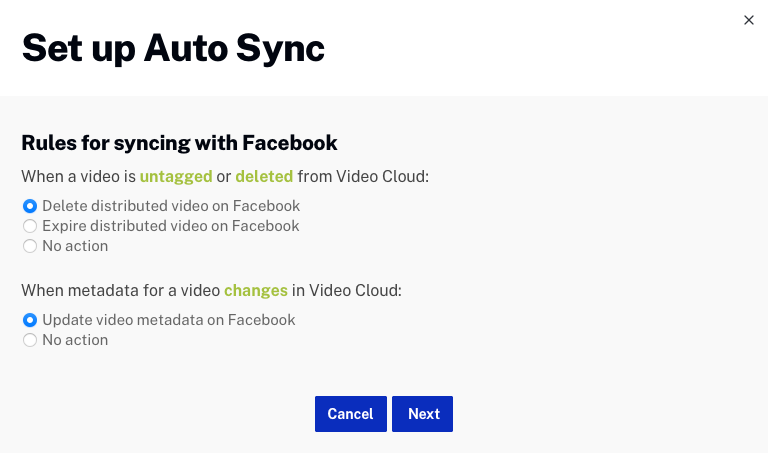 Set up Auto Sync
Rules for syncing with Facebook
When a video is untagged or deleted from Video Cloud:
Delete distributed video on Facebook
Expire distributed video on Facebook
No action
When metadata for a video changes in Video Cloud:
Update video metadata on Facebook
No action
Cancel Next